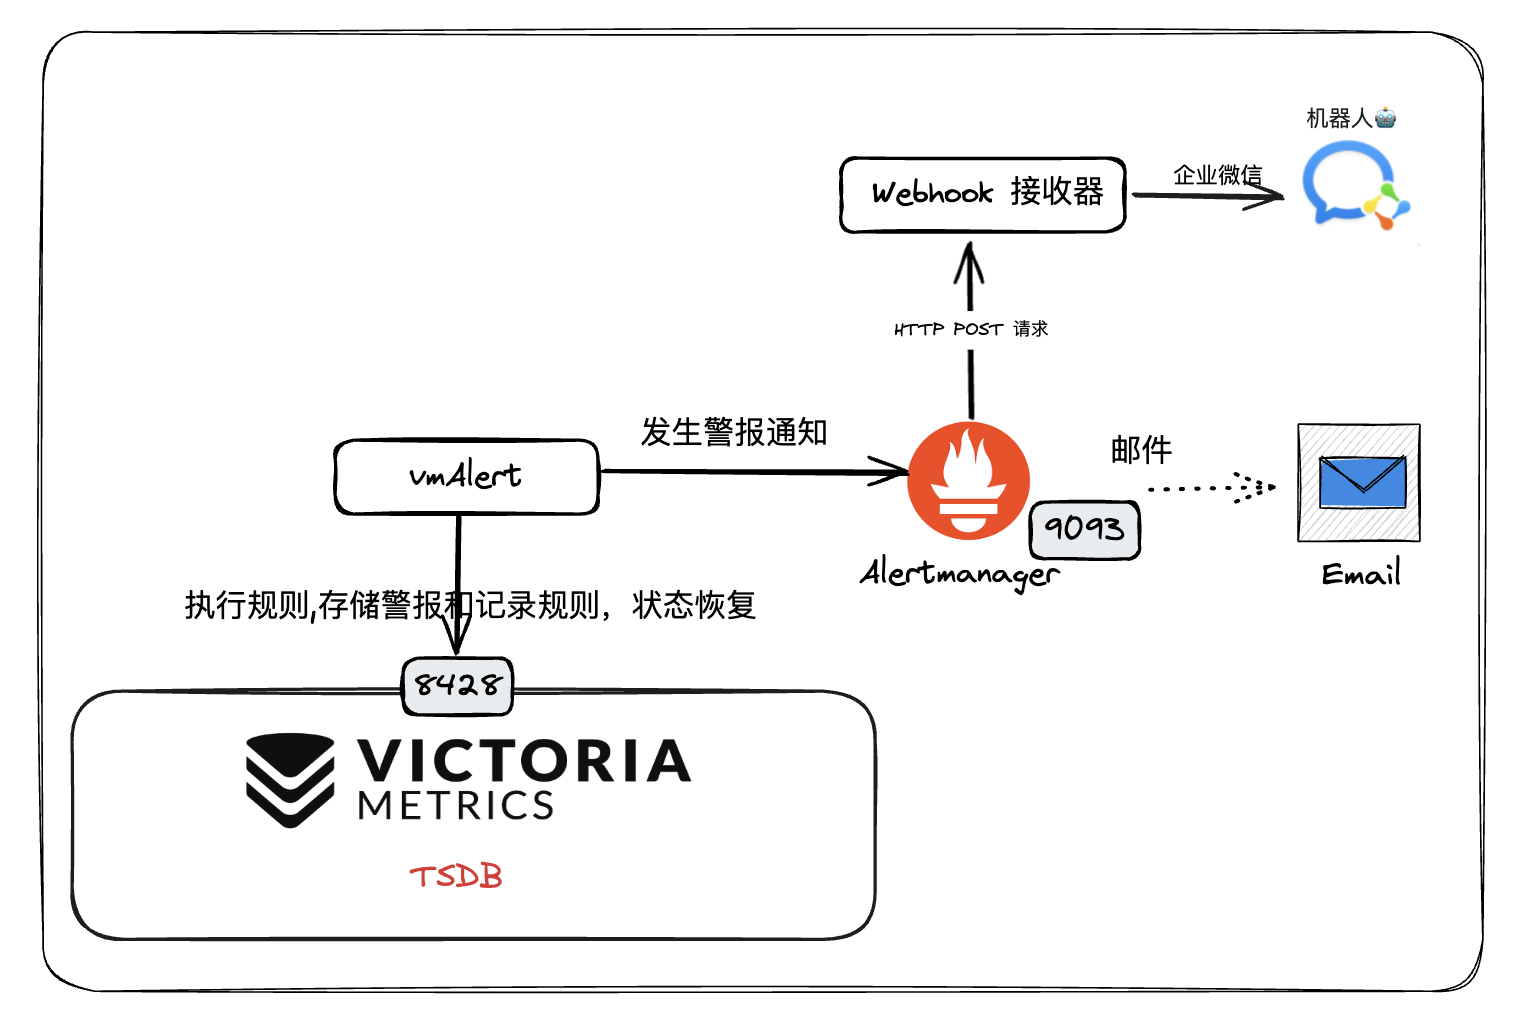 机器人🤖
企业微信
Webhook 接收器
HTTP POST 请求
发生警报通知
vmAlert
邮件
9093
Alertmanager
Email
执行规则,存储警报和记录规则，状态恢复
8428
VICTORIA
METRICS
TSDB